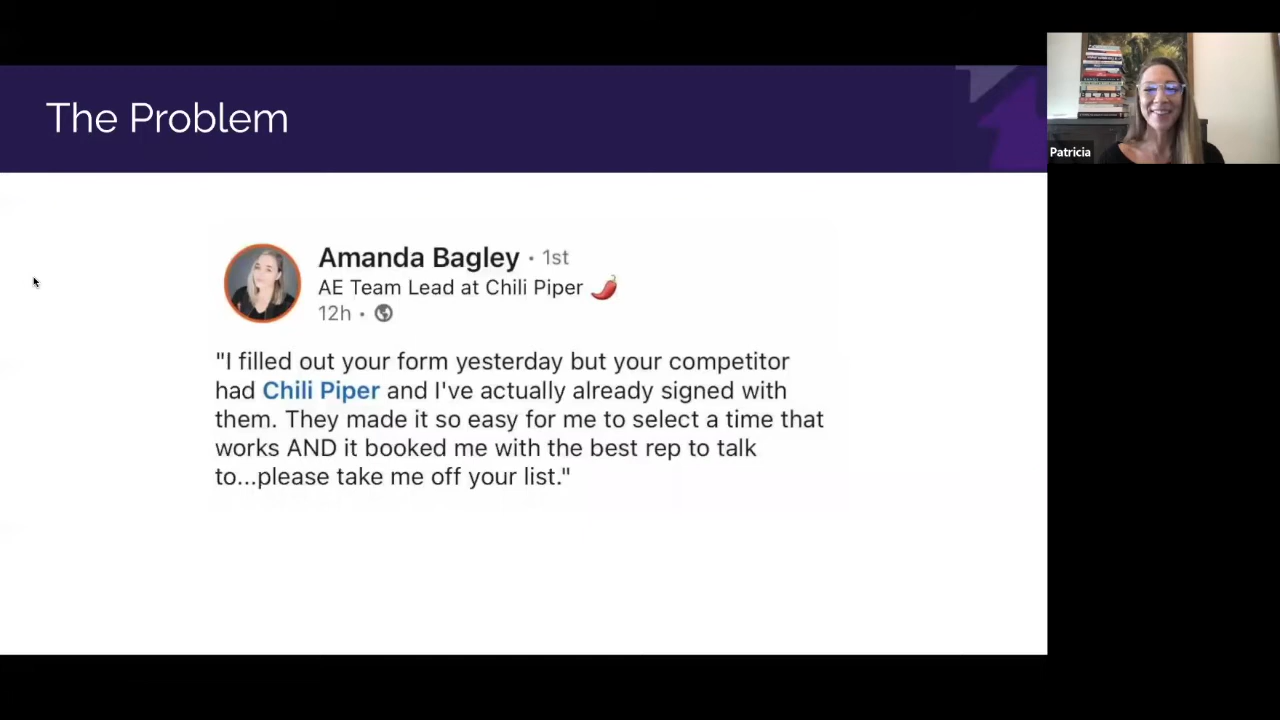 The Problem
Patricia
Amanda Bagley · 1st
AE Team Lead at Chili Piper 🌶️
12h ·
"I filled out your form yesterday but your competitor
had Chili Piper and I've actually already signed with
them. They made it so easy for me to select a time that
works AND it booked me with the best rep to talk
to...please take me off your list."